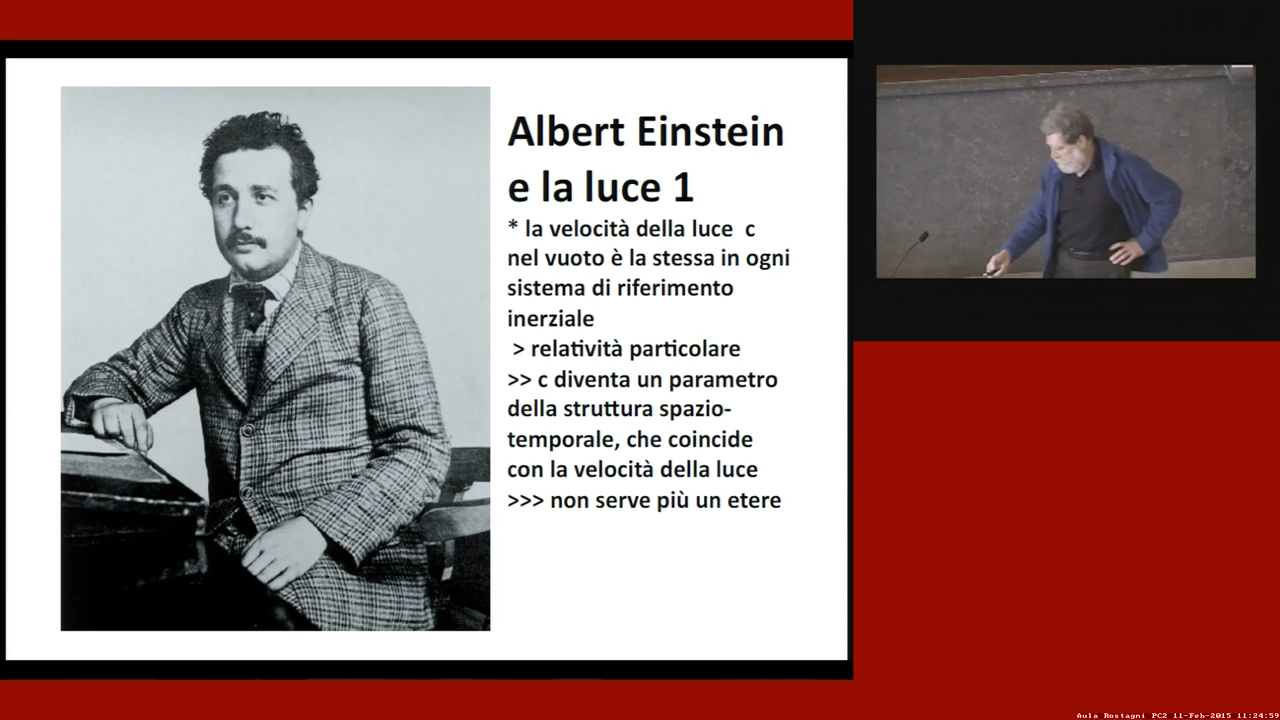 Albert Einstein
e la luce 1
* la velocità della luce  c
nel vuoto è la stessa in ogni
sistema di riferimento
inerziale
> relatività particolare
>> c diventa un parametro
della struttura spazio-
temporale, che coincide
con la velocità della luce
>>> non serve più un etere
Aula Rostagni PC2 11-Feb-2015 11:24:59